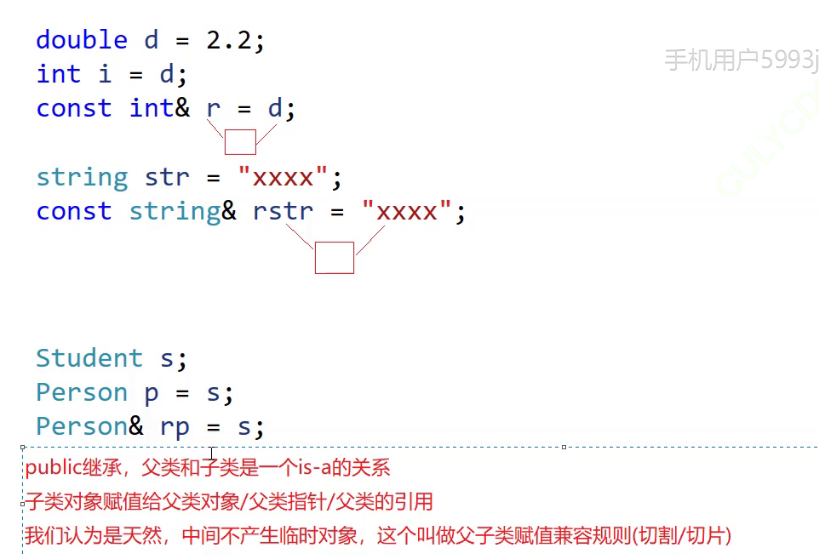 double d = 2.2;
手机用户5993j
int i = d;
const int& r = d;
string str = "xxxx";
const string& rstr = "xxxx";
Student s;
Person p = s;
Person& rp = s;
public继承，父类和子类是一个is-a的关系
子类对象赋值给父类对象/父类指针/父类的引用
我们认为是天然，中间不产生临时对象，这个叫做父子类赋值兼容规则(切割/切片)